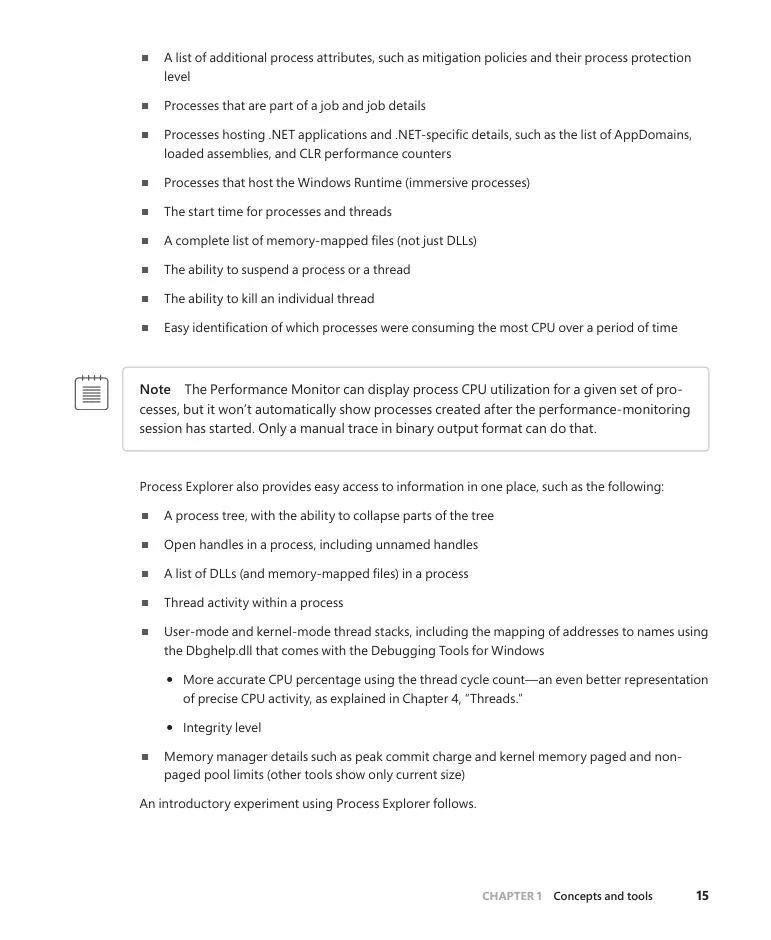 ■ A list of additional process attributes, such as mitigation policies and their process protection
level
■ Processes that are part of a job and job details
■ Processes hosting .NET applications and .NET-specific details, such as the list of AppDomains,
loaded assemblies, and CLR performance counters
■ Processes that host the Windows Runtime (immersive processes)
■ The start time for processes and threads
■ A complete list of memory-mapped files (not just DLLs)
■ The ability to suspend a process or a thread
■ The ability to kill an individual thread
■ Easy identification of which processes were consuming the most CPU over a period of time
Note The Performance Monitor can display process CPU utilization for a given set of pro-
cesses, but it won’t automatically show processes created after the performance-monitoring
session has started. Only a manual trace in binary output format can do that.
Process Explorer also provides easy access to information in one place, such as the following:
■ A process tree, with the ability to collapse parts of the tree
■ Open handles in a process, including unnamed handles
■ A list of DLLs (and memory-mapped files) in a process
■ Thread activity within a process
■ User-mode and kernel-mode thread stacks, including the mapping of addresses to names using
the Dbghelp.dll that comes with the Debugging Tools for Windows
• More accurate CPU percentage using the thread cycle count—an even better representation
of precise CPU activity, as explained in Chapter 4, “Threads.”
• Integrity level
■ Memory manager details such as peak commit charge and kernel memory paged and non-
paged pool limits (other tools show only current size)
An introductory experiment using Process Explorer follows.
CHAPTER 1 Concepts and tools 15